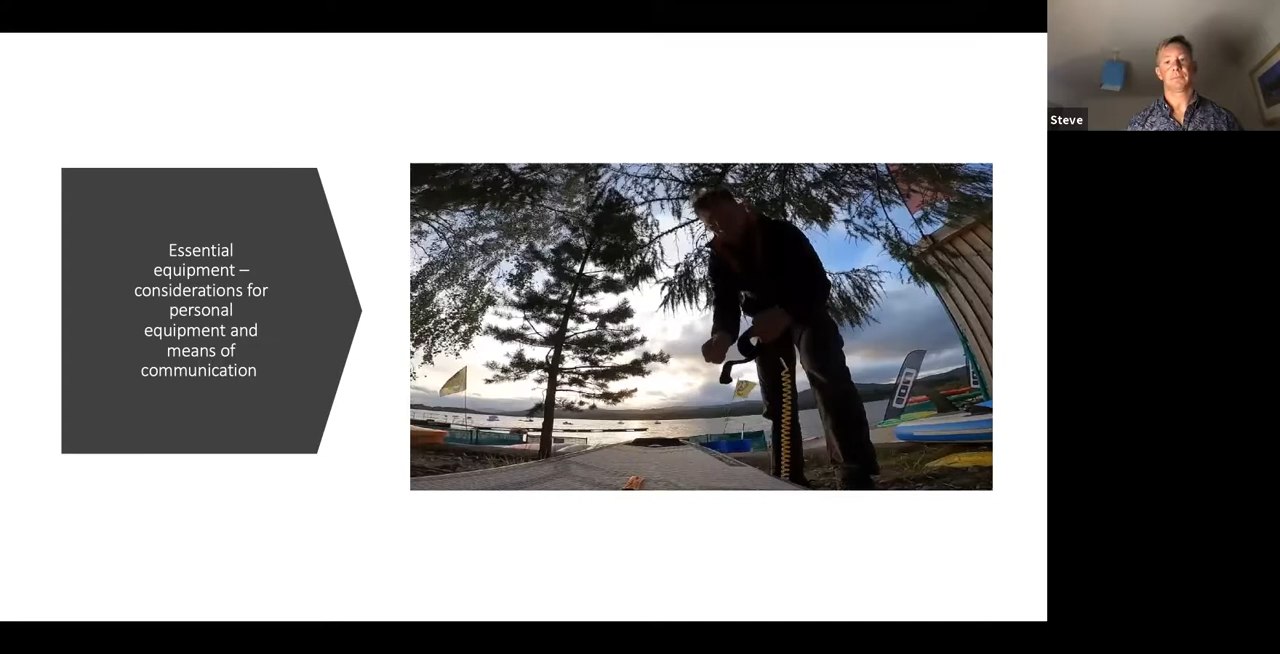 Essential
equipment –
considerations for
personal
equipment and
means of
communication
Steve